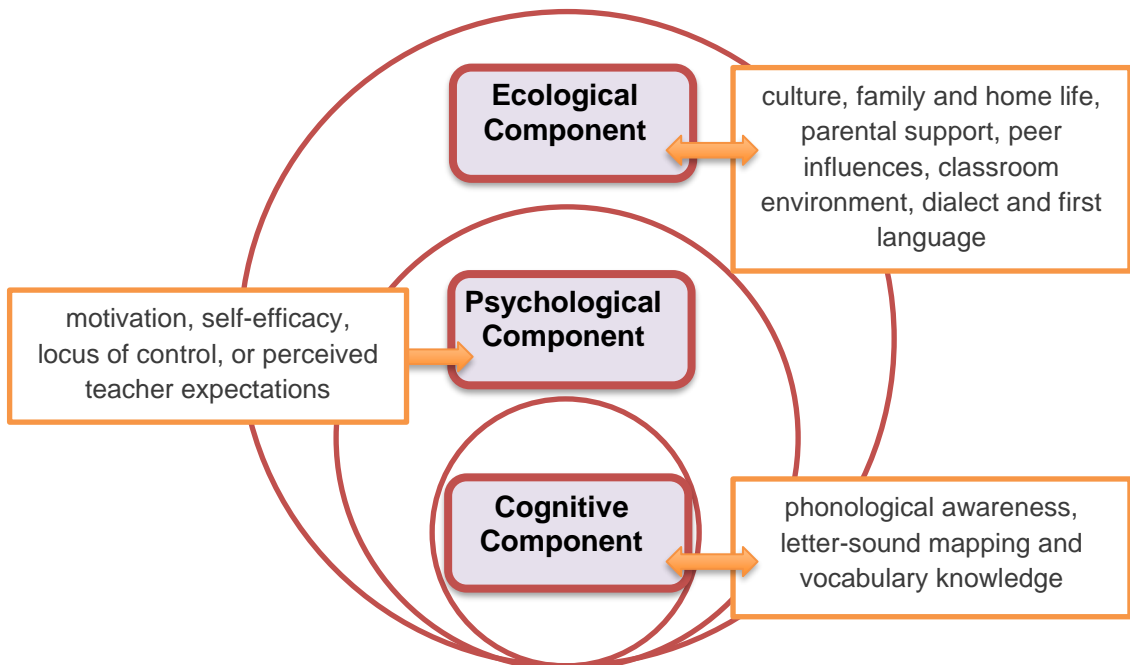 Ecological
Component
culture, family and home life,
parental support, peer
influences, classroom
environment, dialect and first
language
Psychological
Component
motivation, self-efficacy,
locus of control, or perceived
teacher expectations
Cognitive
Component
phonological awareness,
letter-sound mapping and
vocabulary knowledge